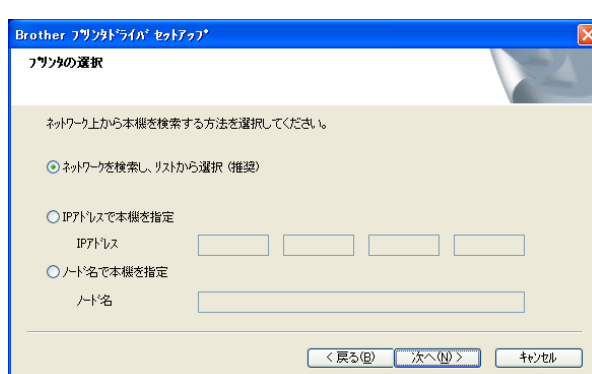 Brother ﾌﾟﾘﾝﾀﾄﾞﾗｲﾊﾞ ｾｯﾄｱｯﾌﾟ
ﾌﾟﾘﾝﾀの選択
ﾈｯﾄﾜｰｸ上から本機を検索する方法を選択してください。
ﾈｯﾄﾜｰｸを検索し、ﾘｽﾄから選択 (推奨)
IPｱﾄﾞﾚｽで本機を指定
IPｱﾄﾞﾚｽ
ﾉｰﾄﾞ名で本機を指定
ﾉｰﾄﾞ名
< 戻る(B) 次へ(N) > ｷｬﾝｾﾙ